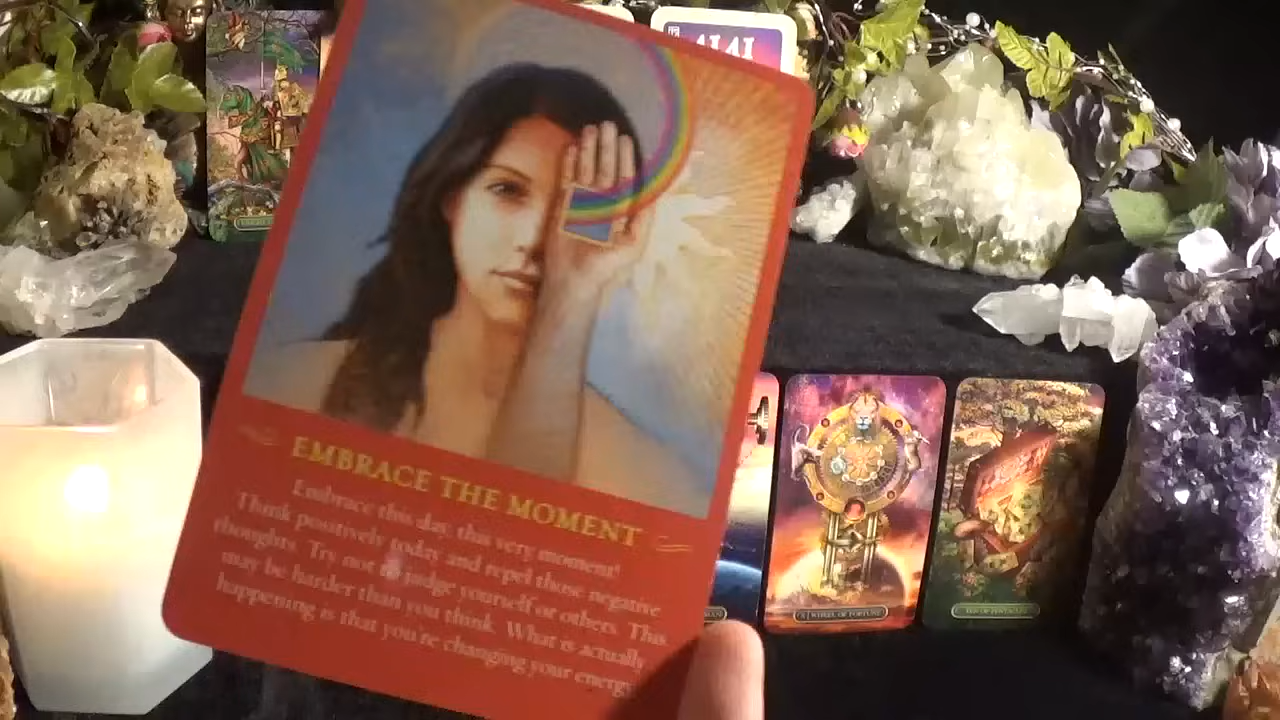 4141
EMBRACE THE MOMENT
Embrace this day, this very moment!
Think positively today and repel those negative
thoughts. Try not to judge yourself or others. This
may be harder than you think. What is actually
happening is that you're changing your energy
X WHEEL OF FORTUNE
TEN OF PENTACLES